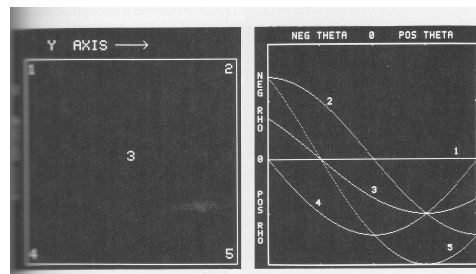 Y AXIS →
1 2
3
4 5
NEG THETA 0 POS THETA
NEG RHO
0
POS RHO
2
1
3
4
5